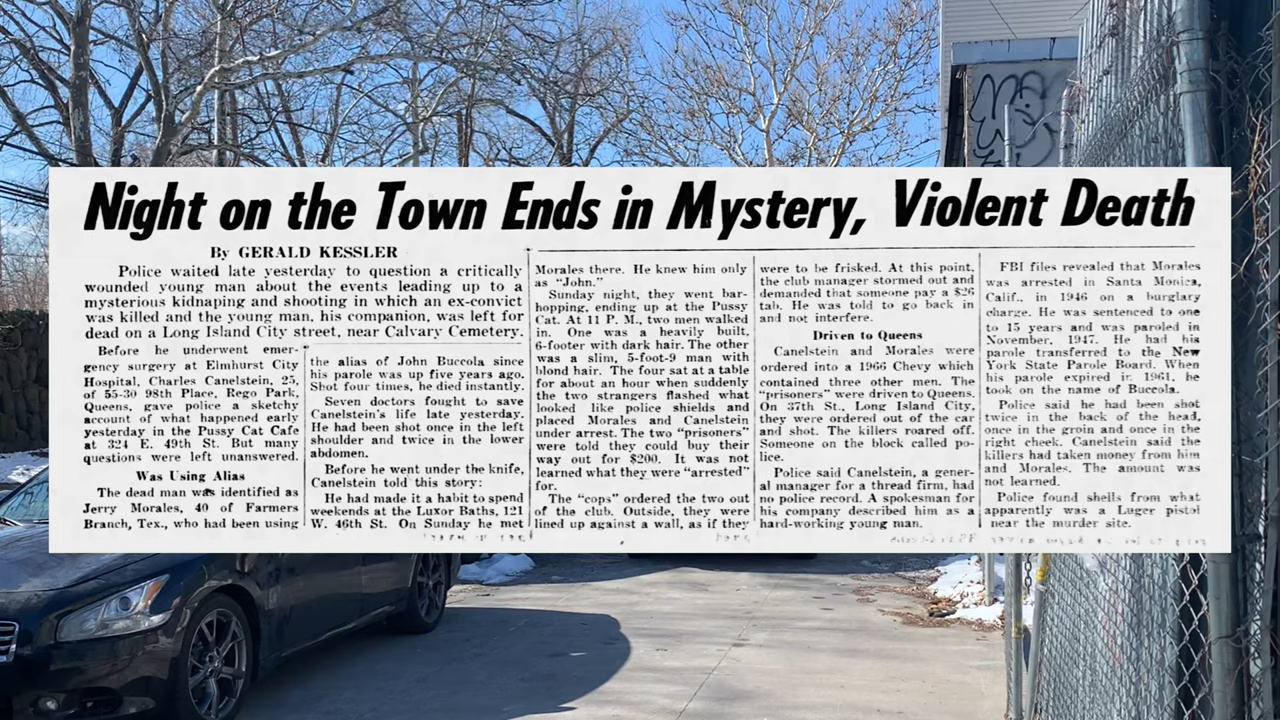 Night on the Town Ends in Mystery, Violent Death
By GERALD KESSLER
Police waited late yesterday to question a critically
wounded young man about the events leading up to a
mysterious kidnaping and shooting in which an ex-convict
was killed and the young man, his companion, was left for
dead on a Long Island City street, near Calvary Cemetery.
Before he underwent emer-
gency surgery at Elmhurst City
Hospital, Charles Canelstein, 25,
of 55-30 98th Place, Rego Park,
Queens, gave police a sketchy
account of what happened early
yesterday in the Pussy Cat Cafe
at 324 E. 49th St. But many
questions were left unanswered.
Was Using Alias
The dead man was identified as
Jerry Morales, 40 of Farmers
Branch, Tex., who had been using
the alias of John Buccola since
his parole was up five years ago.
Shot four times, he died instantly.
Seven doctors fought to save
Canelstein's life late yesterday.
He had been shot once in the left
shoulder and twice in the lower
abdomen.
Before he went under the knife,
Canelstein told this story:
He had made it a habit to spend
weekends at the Luxor Baths, 121
W. 46th St. On Sunday he met
Morales there. He knew him only
as "John."
Sunday night, they went bar-
hopping, ending up at the Pussy
Cat. At 11 P. M., two men walked
in. One was a heavily built,
6-footer with dark hair. The other
was a slim, 5-foot-9 man with
blond hair. The four sat at a table
for about an hour when suddenly
the two strangers flashed what
looked like police shields and
placed Morales and Canelstein
under arrest. The two "prisoners
were told they could buy their
way out for $200. It was not
learned what they were "arrested"
for.
The "cops" ordered the two out
of the club. Outside, they were
lined up against a wall, as if they
were to be frisked. At this point,
the club manager stormed out and
demanded that someone pay a $26
tab. He was told to go back in
and not interfere.
Driven to Queens
Canelstein and Morales were
ordered into a 1966 Chevy which
contained three other men. The
"prisoners" were driven to Queens.
On 37th St., Long Island City,
they were ordered out of the car
and shot. The killers roared off.
Someone on the block called po-
lice.
Police said Canelstein, a gener-
al manager for a thread firm, had
no police record. A spokesman for
his company described him as a
hard-working young man.
FBI files revealed that Morales
was arrested in Santa Monica,
Calif., in 1946 on a burglary
charge. He was sentenced to one
to 15 years and was paroled in
November, 1947. He had his
parole transferred to the New
York State Parole Board. When
his parole expired in 1961, he
took on the name of Buccola.
Police said he had been shot
twice in the back of the head,
once in the groin and once in the
right cheek. Canelstein said the
killers had taken money from him
and Morales. The amount was
not learned.
Police found shells from what
apparently was a Luger pistol
near the murder site.